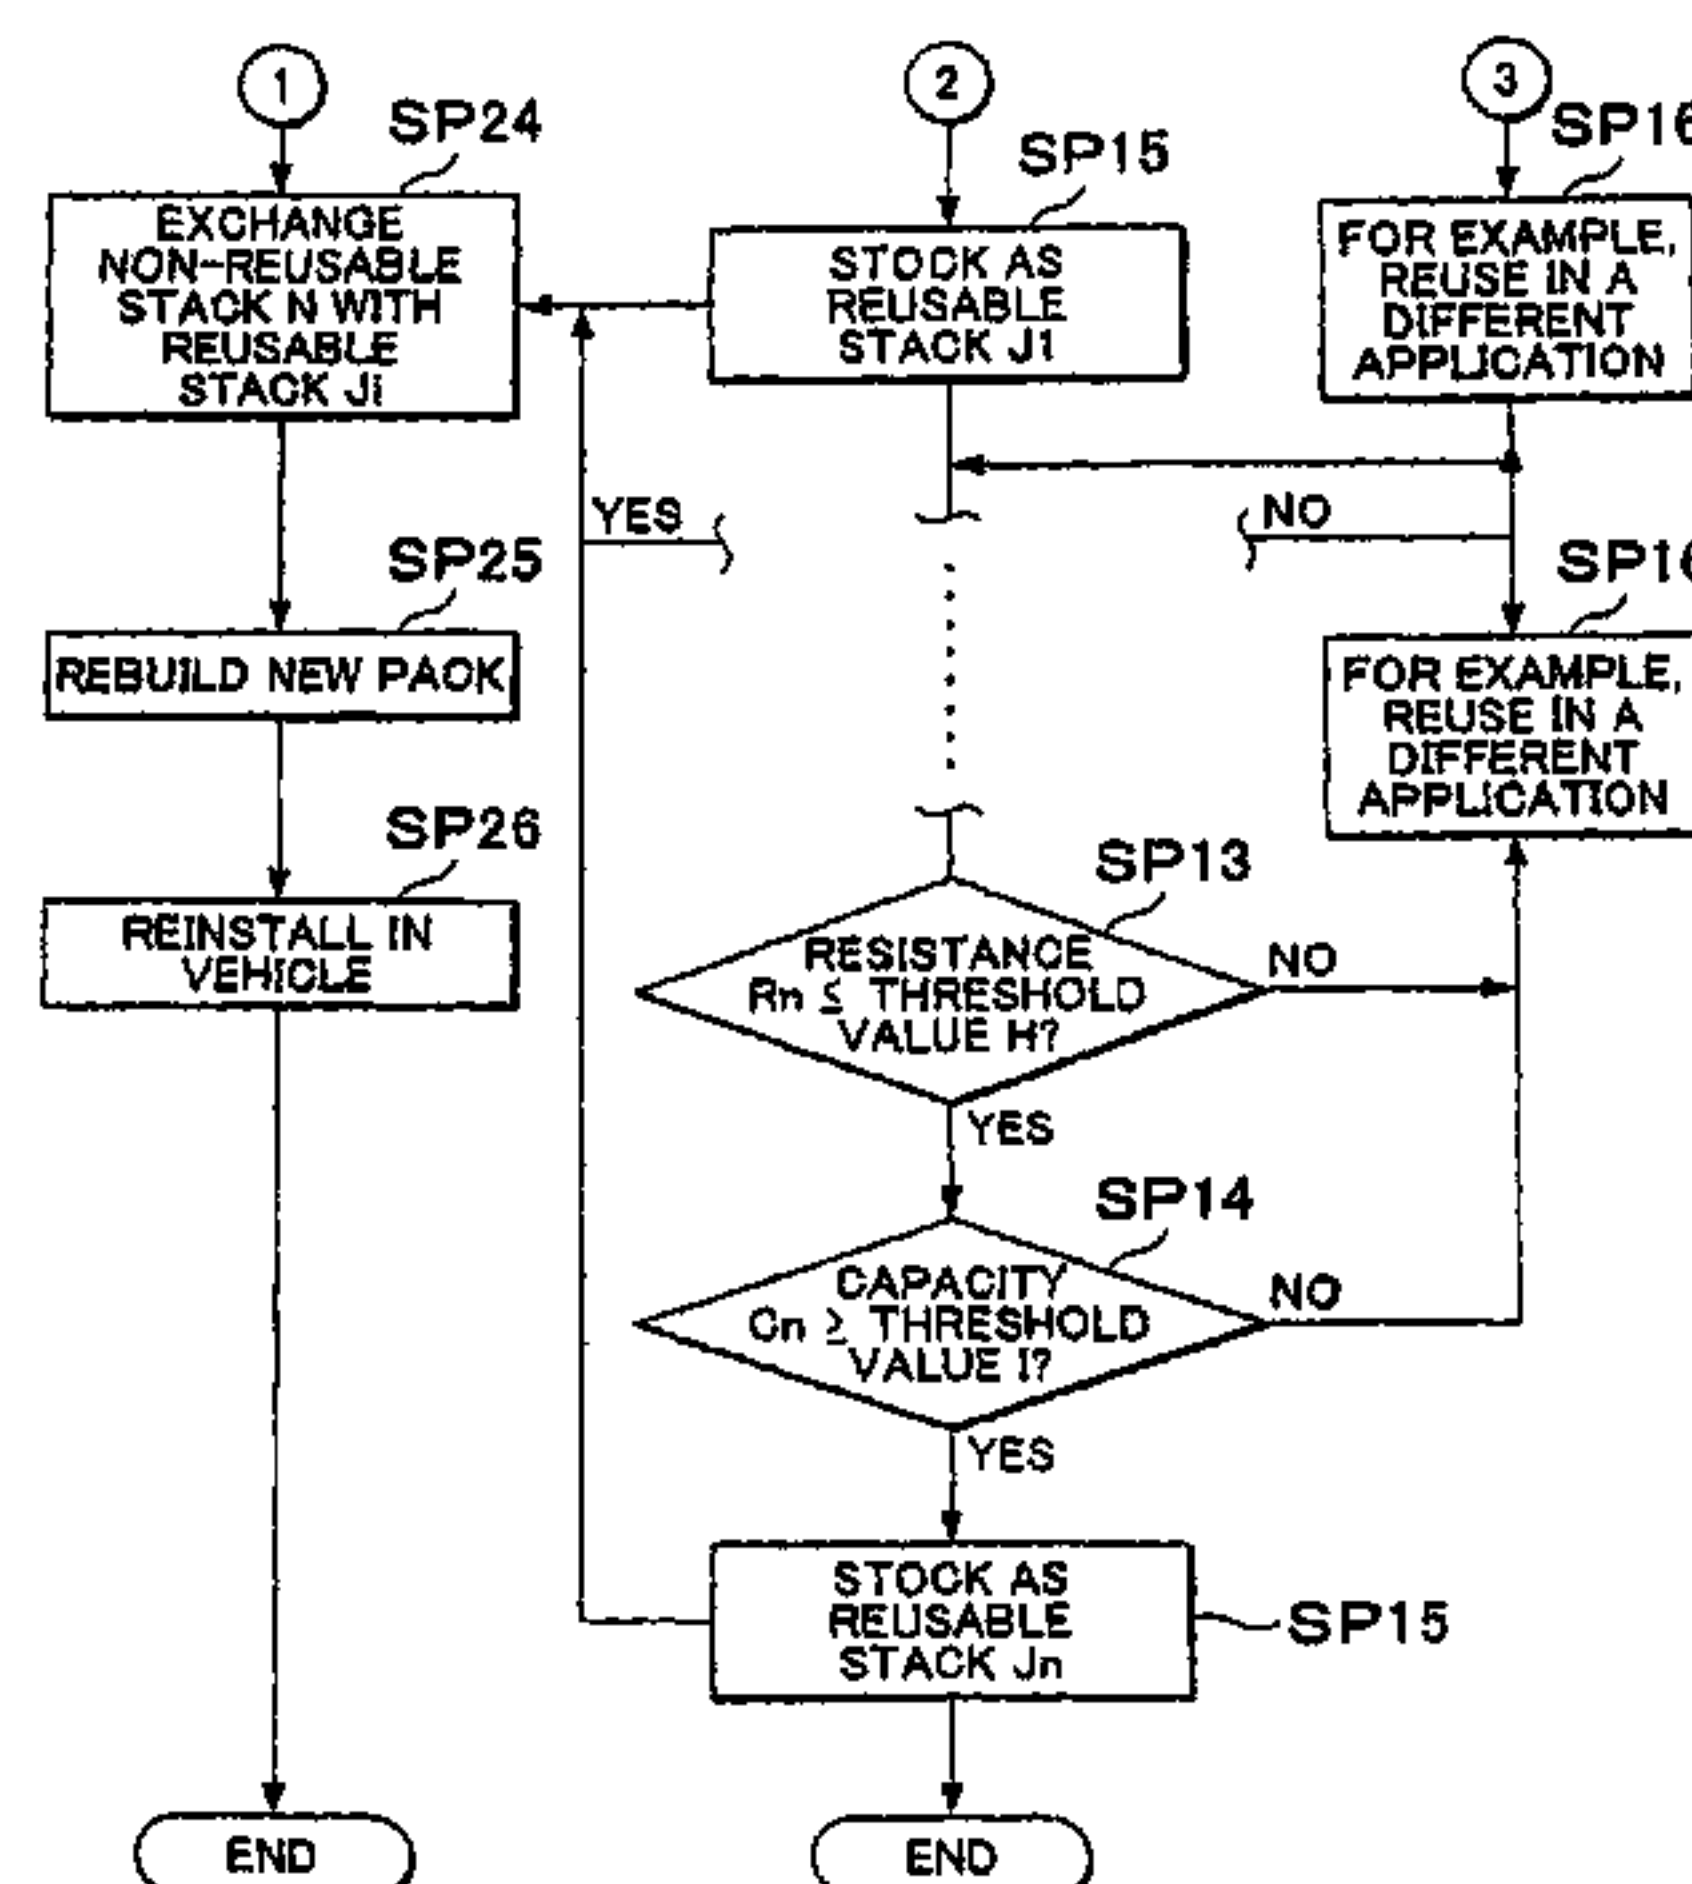 1
SP24
EXCHANGE
NON-REUSABLE
STACK N WITH
REUSABLE
STACK Ji
SP25
REBUILD NEW PACK
SP26
REINSTALL IN
VEHICLE
END
2
SP15
STOCK AS
REUSABLE
STACK J1
YES
SP13
RESISTANCE
Rn ≤ THRESHOLD
VALUE H?
NO
YES
SP14
CAPACITY
Cn ≥ THRESHOLD
VALUE I?
NO
YES
STOCK AS
REUSABLE
STACK Jn
SP15
END
3
SP16
FOR EXAMPLE,
REUSE IN A
DIFFERENT
APPLICATION
NO
SP16
FOR EXAMPLE,
REUSE IN A
DIFFERENT
APPLICATION